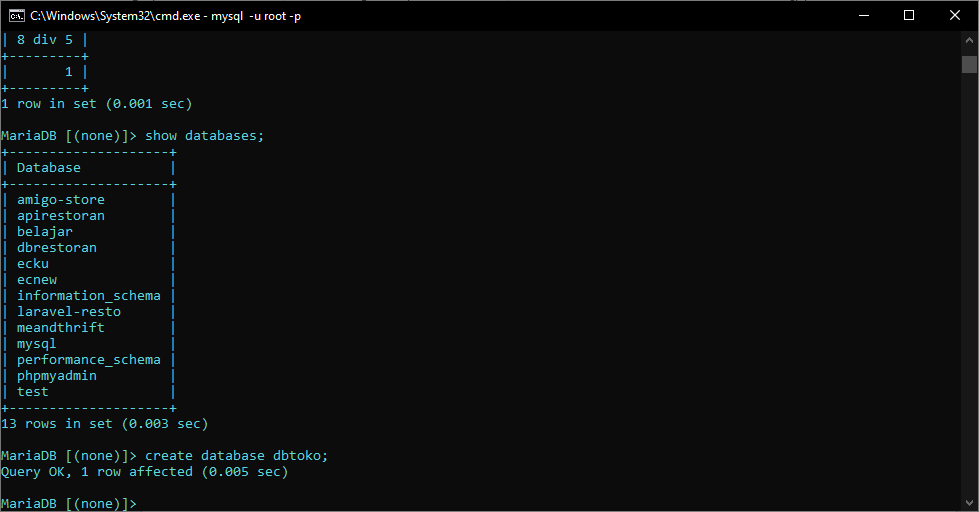 C:\Windows\System32\cmd.exe - mysql  -u root -p
| 8 div 5 |
+---------+
|       1 |
+---------+
1 row in set (0.001 sec)
MariaDB [(none)]> show databases;
+--------------------+
| Database           |
+--------------------+
| amigo-store        |
| apirestoran        |
| belajar            |
| dbrestoran         |
| ecku               |
| ecnew              |
| information_schema |
| laravel-resto      |
| meandthrift        |
| mysql              |
| performance_schema |
| phpmyadmin         |
| test               |
+--------------------+
13 rows in set (0.003 sec)
MariaDB [(none)]> create database dbtoko;
Query OK, 1 row affected (0.005 sec)
MariaDB [(none)]>